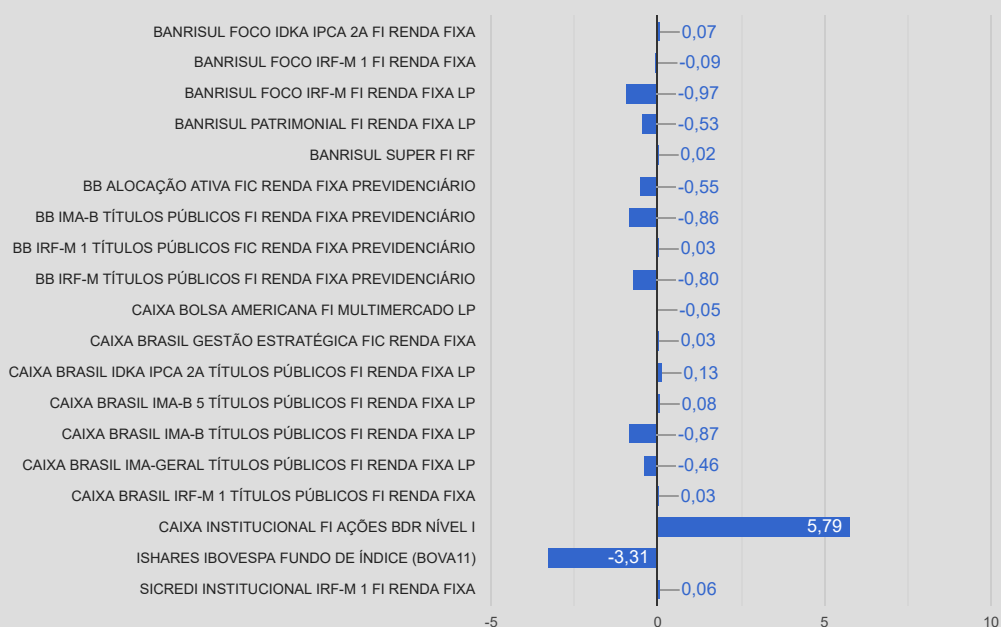 BANRISUL FOCO IDKA IPCA 2A FI RENDA FIXA 0,07
BANRISUL FOCO IRF-M 1 FI RENDA FIXA -0,09
BANRISUL FOCO IRF-M FI RENDA FIXA LP -0,97
BANRISUL PATRIMONIAL FI RENDA FIXA LP -0,53
BANRISUL SUPER FI RF 0,02
BB ALOCAÇÃO ATIVA FIC RENDA FIXA PREVIDENCIÁRIO -0,55
BB IMA-B TÍTULOS PÚBLICOS FI RENDA FIXA PREVIDENCIÁRIO -0,86
BB IRF-M 1 TÍTULOS PÚBLICOS FIC RENDA FIXA PREVIDENCIÁRIO 0,03
BB IRF-M TÍTULOS PÚBLICOS FI RENDA FIXA PREVIDENCIÁRIO -0,80
CAIXA BOLSA AMERICANA FI MULTIMERCADO LP -0,05
CAIXA BRASIL GESTÃO ESTRATÉGICA FIC RENDA FIXA 0,03
CAIXA BRASIL IDKA IPCA 2A TÍTULOS PÚBLICOS FI RENDA FIXA LP 0,13
CAIXA BRASIL IMA-B 5 TÍTULOS PÚBLICOS FI RENDA FIXA LP 0,08
CAIXA BRASIL IMA-B TÍTULOS PÚBLICOS FI RENDA FIXA LP -0,87
CAIXA BRASIL IMA-GERAL TÍTULOS PÚBLICOS FI RENDA FIXA LP -0,46
CAIXA BRASIL IRF-M 1 TÍTULOS PÚBLICOS FI RENDA FIXA 0,03
CAIXA INSTITUCIONAL FI AÇÕES BDR NÍVEL I 5,79
ISHARES IBOVESPA FUNDO DE ÍNDICE (BOVA11) -3,31
SICREDI INSTITUCIONAL IRF-M 1 FI RENDA FIXA 0,06
-5 0 5 10